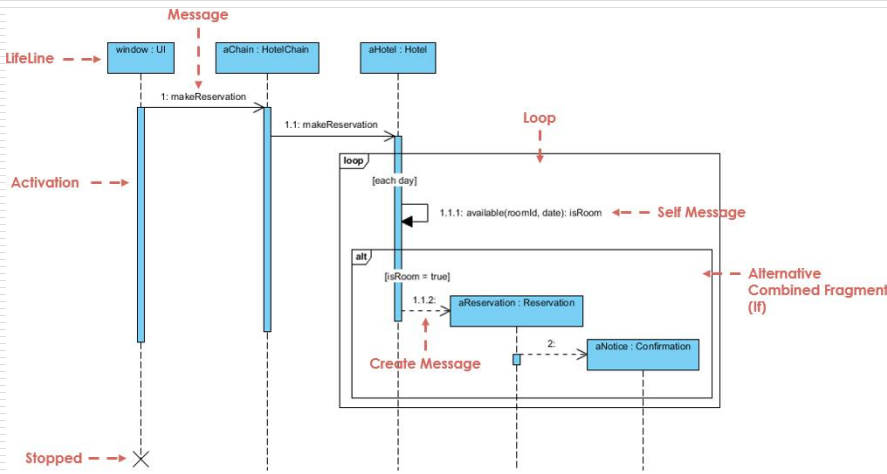 Message
window : UI
aChain : HotelChain
aHotel : Hotel
LifeLine
1: makeReservation
1.1: makeReservation
Loop
loop
[each day]
Activation
1.1.1: available(roomId, date): isRoom
Self Message
alt
[isRoom = true]
Alternative
Combined Fragment
(If)
1.1.2:
aReservation : Reservation
2:
aNotice : Confirmation
Create Message
Stopped